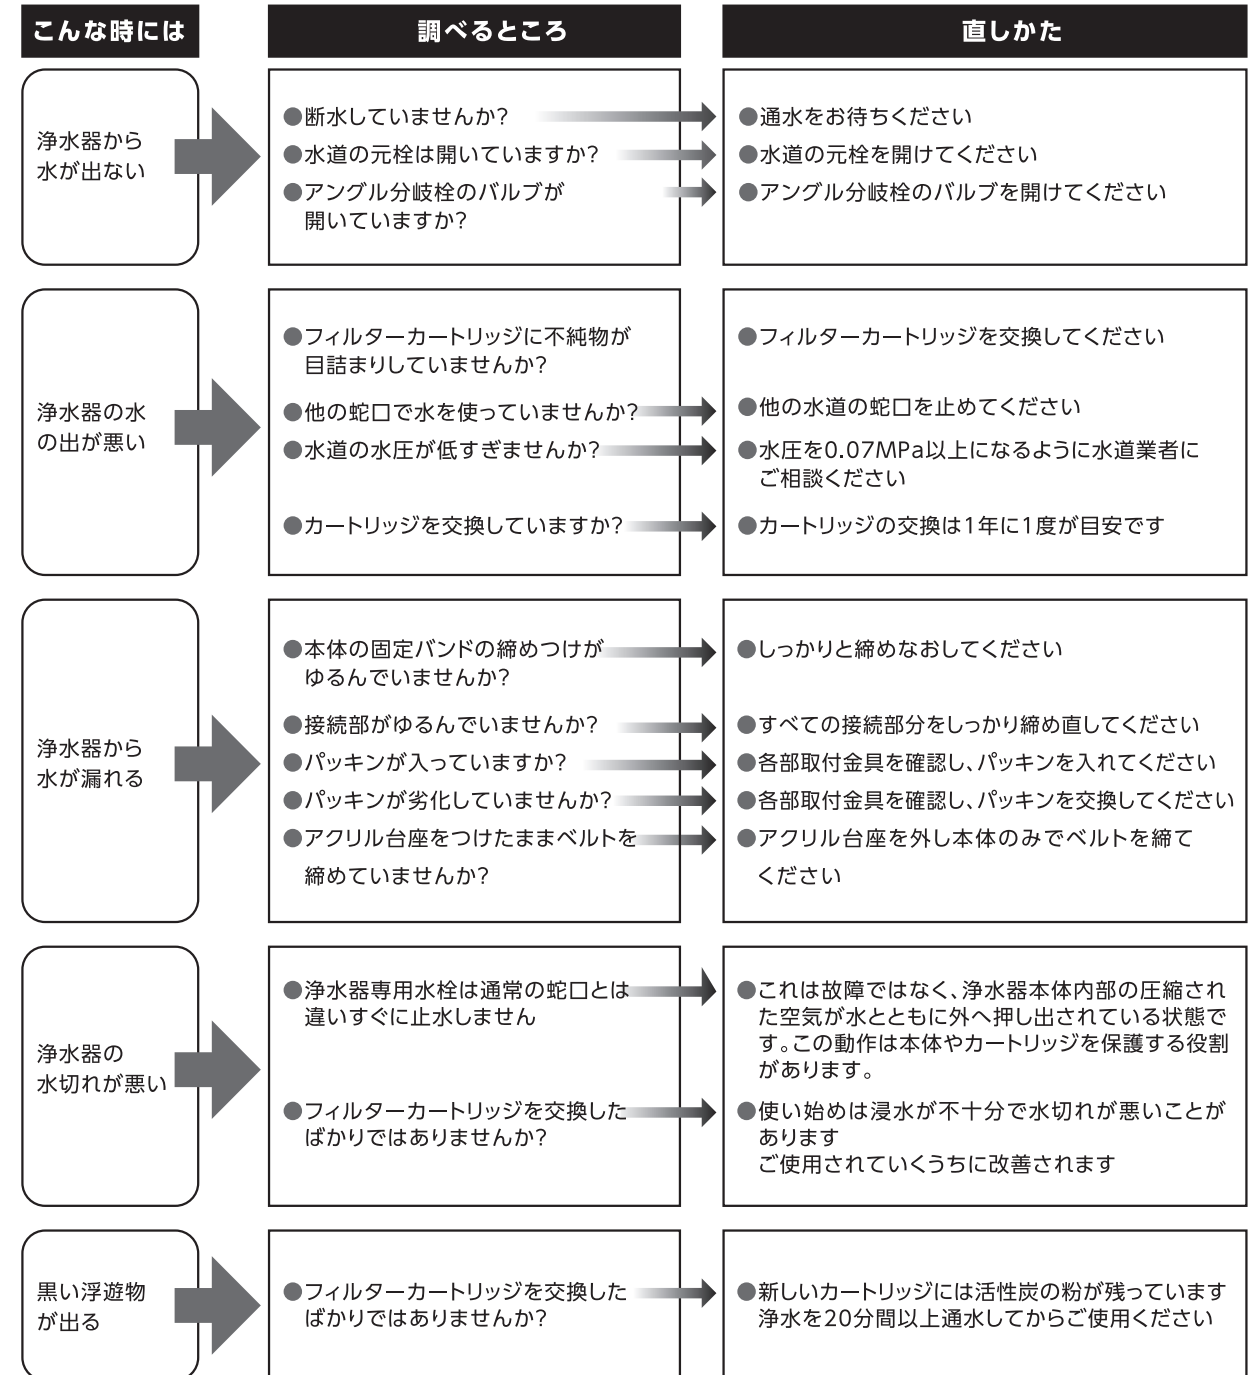 こんな時には
調べるところ
直しかた
浄水器から
水が出ない
●断水していませんか?
●水道の元栓は開いていますか?
●アングル分岐栓のバルブが
開いていますか?
●通水をお待ちください
●水道の元栓を開けてください
●アングル分岐栓のバルブを開けてください
浄水器の水
の出が悪い
●フィルターカートリッジに不純物が
目詰まりしていませんか?
●他の蛇口で水を使っていませんか?
●水道の水圧が低すぎませんか?
●カートリッジを交換していますか?
●フィルターカートリッジを交換してください
●他の水道の蛇口を止めてください
●水圧を0.07MPa以上になるように水道業者に
ご相談ください
●カートリッジの交換は1年に1度が目安です
浄水器から
水が漏れる
●本体の固定バンドの締めつけが
ゆるんでいませんか?
●接続部がゆるんでいませんか?
●パッキンが入っていますか?
●パッキンが劣化していませんか?
●アクリル台座をつけたままベルトを
締めていませんか?
●しっかりと締めなおしてください
●すべての接続部分をしっかり締め直してください
●各部取付金具を確認し、パッキンを入れてください
●各部取付金具を確認し、パッキンを交換してください
●アクリル台座を外し本体のみでベルトを締て
ください
浄水器の
水切れが悪い
●浄水器専用水栓は通常の蛇口とは
違いすぐに止水しません
●フィルターカートリッジを交換した
ばかりではありませんか?
●これは故障ではなく、浄水器本体内部の圧縮され
た空気が水とともに外へ押し出されている状態で
す。この動作は本体やカートリッジを保護する役割
があります。
●使い始めは浸水が不十分で水切れが悪いことが
あります
ご使用されていくうちに改善されます
黒い浮遊物
が出る
●フィルターカートリッジを交換した
ばかりではありませんか?
●新しいカートリッジには活性炭の粉が残っています
浄水を20分間以上通水してからご使用ください